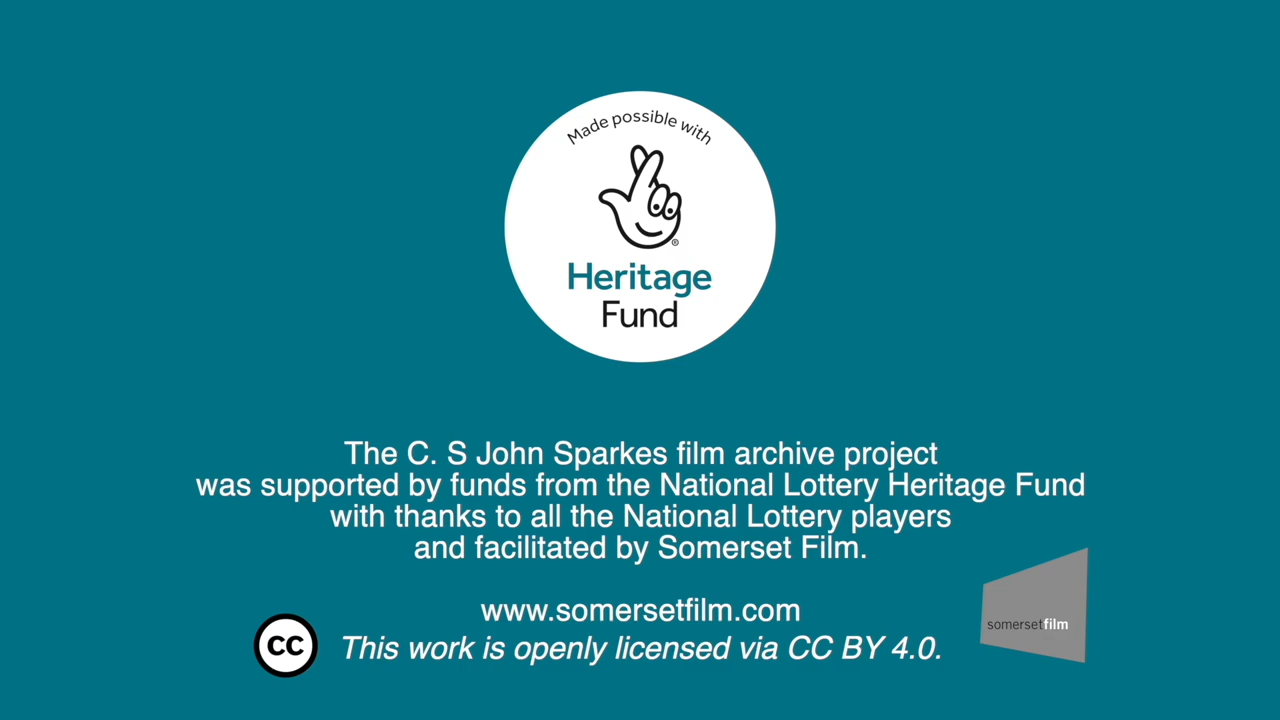 Made possible with
®
Heritage
Fund
The C. S John Sparkes film archive project
was supported by funds from the National Lottery Heritage Fund
with thanks to all the National Lottery players
and facilitated by Somerset Film.
www.somersetfilm.com
somersetfilm
cc
This work is openly licensed via CC BY 4.0.